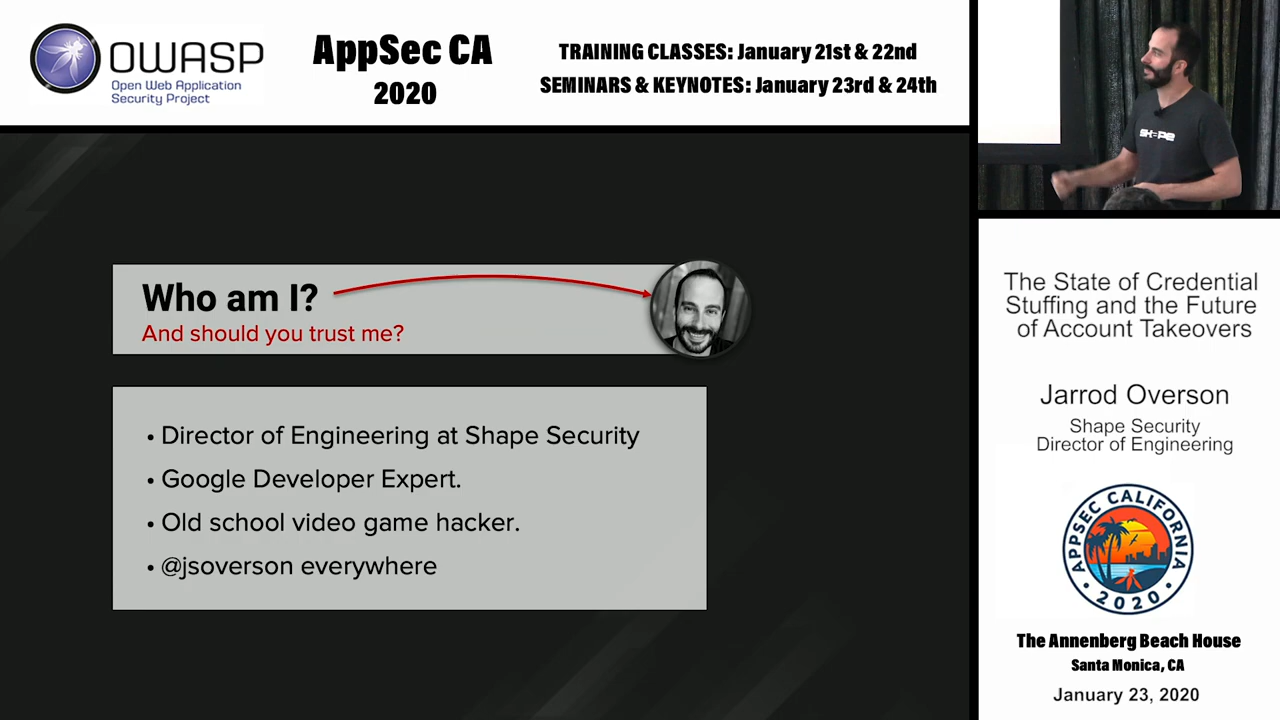 OWASP
Open Web Application
Security Project
AppSec CA
2020
TRAINING CLASSES: January 21st & 22nd
SEMINARS & KEYNOTES: January 23rd & 24th
SHAPE
Who am I?
And should you trust me?
• Director of Engineering at Shape Security
• Google Developer Expert.
• Old school video game hacker.
• @jsoverson everywhere
The State of Credential
Stuffing and the Future
of Account Takeovers
Jarrod Overson
Shape Security
Director of Engineering
APPSEC CALIFORNIA
• 2020 •
The Annenberg Beach House
Santa Monica, CA
January 23, 2020